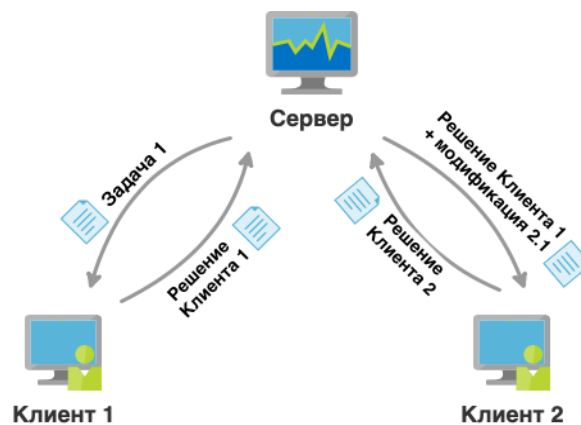 Сервер
Задача 1
Решение
Клиента 1
Решение
Клиента 2
Решение Клиента 1
+ модификация 2.1
Клиент 1
Клиент 2